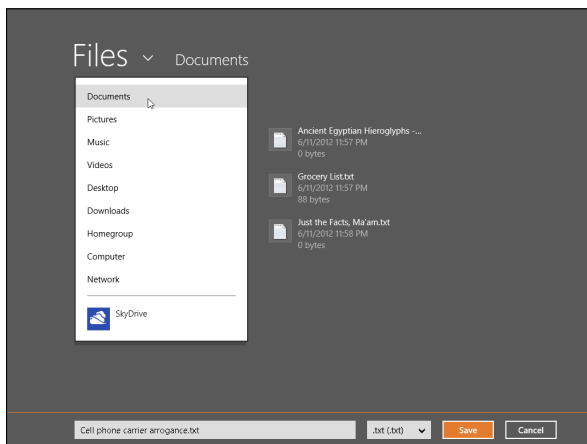 Files Documents
Documents
Pictures
Music
Videos
Desktop
Downloads
Homegroup
Computer
Network
SkyDrive
Ancient Egyptian Hieroglyphs -...
6/11/2012 11:57 PM
0 bytes
Grocery List.txt
6/11/2012 11:57 PM
88 bytes
Just the Facts, Ma'am.txt
6/11/2012 11:58 PM
0 bytes
Cell phone carrier arrogance.txt
.txt (.txt)
Save
Cancel